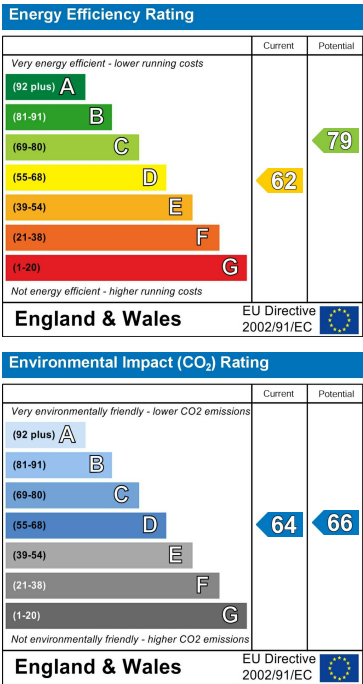 Energy Efficiency Rating
Current Potential
Very energy efficient - lower running costs
(92 plus) A
(81-91) B
(69-80) C
79
(55-68) D
62
(39-54) E
(21-38) F
(1-20) G
Not energy efficient - higher running costs
England & Wales
EU Directive
2002/91/EC
Environmental Impact (CO₂) Rating
Current Potential
Very environmentally friendly - lower CO2 emissions
(92 plus) A
(81-91) B
(69-80) C
(55-68) D
64 66
(39-54) E
(21-38) F
(1-20) G
Not environmentally friendly - higher CO2 emissions
England & Wales
EU Directive
2002/91/EC